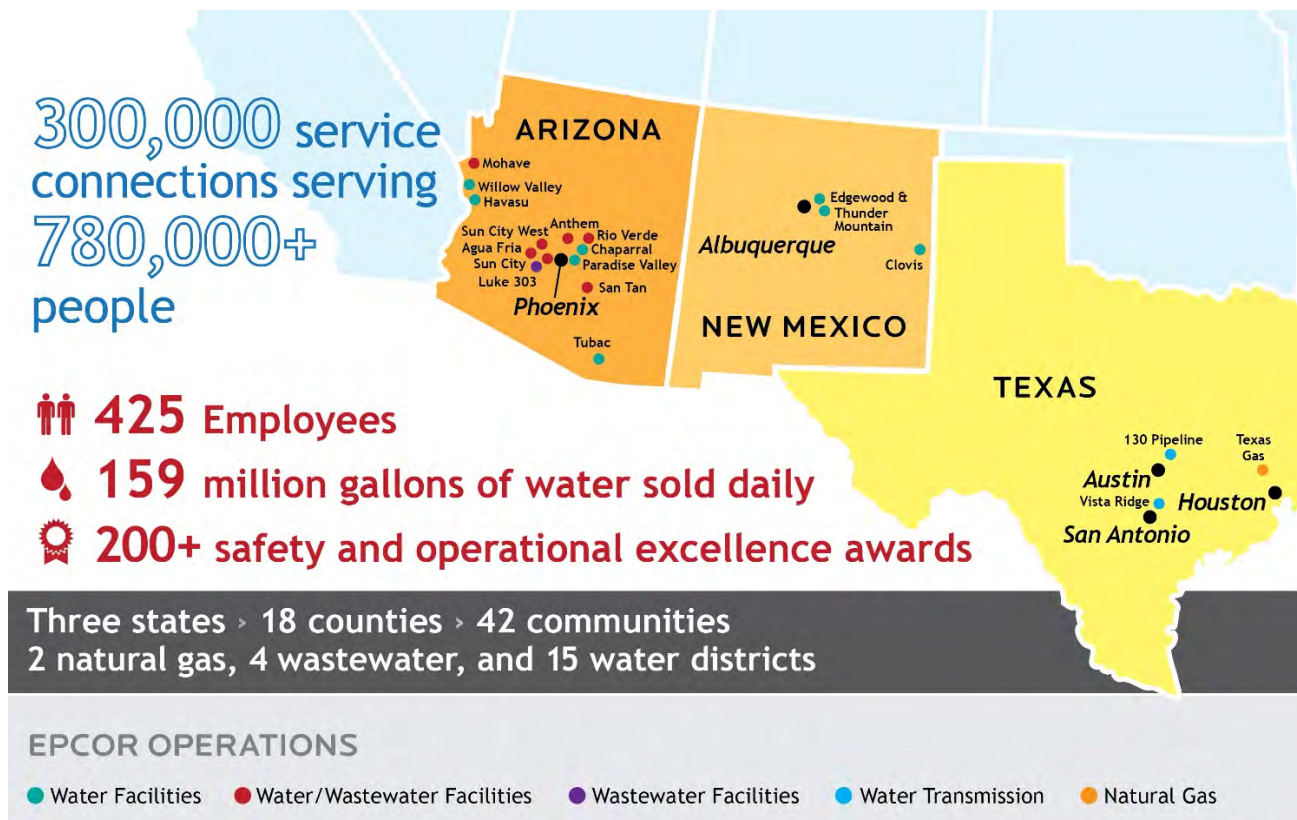 300,000 service
connections serving
780,000+
people
ARIZONA
Mohave
Willow Valley
Havasu
Sun City West
Anthem
Rio Verde
Agua Fria
Chaparral
Sun City
Paradise Valley
Luke 303
San Tan
Phoenix
Tubac
Edgewood &
Thunder
Mountain
Albuquerque
Clovis
NEW MEXICO
TEXAS
130 Pipeline
Texas
Gas
Austin
Vista Ridge
Houston
San Antonio
425 Employees
159 million gallons of water sold daily
200+ safety and operational excellence awards
Three states › 18 counties › 42 communities
2 natural gas, 4 wastewater, and 15 water districts
EPCOR OPERATIONS
Water Facilities
Water/Wastewater Facilities
Wastewater Facilities
Water Transmission
Natural Gas